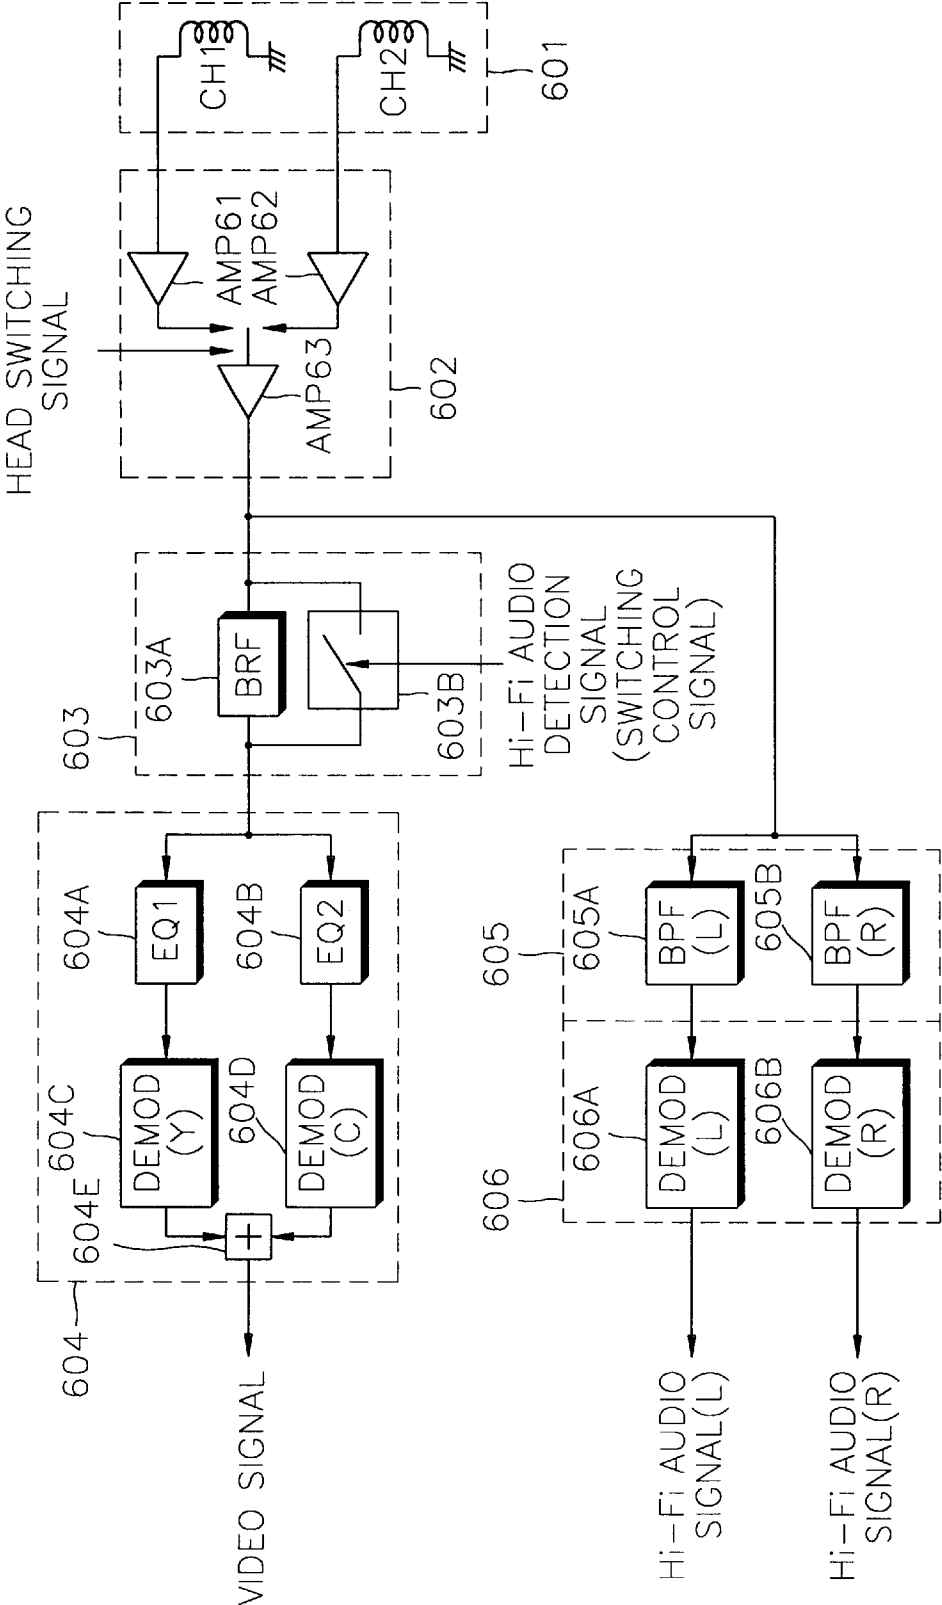 CH1
CH2
601
HEAD SWITCHING
SIGNAL
AMP61
AMP62
AMP63
602
603
603A
BRF
603B
Hi-Fi AUDIO
DETECTION
SIGNAL
(SWITCHING
CONTROL
SIGNAL)
604A
EQ1
604B
EQ2
604C
DEMOD
(Y)
604D
DEMOD
(C)
604E
+
604
VIDEO SIGNAL
605
605A
BPF
(L)
605B
BPF
(R)
606
606A
DEMOD
(L)
606B
DEMOD
(R)
Hi-Fi AUDIO
SIGNAL(L)
Hi-Fi AUDIO
SIGNAL(R)